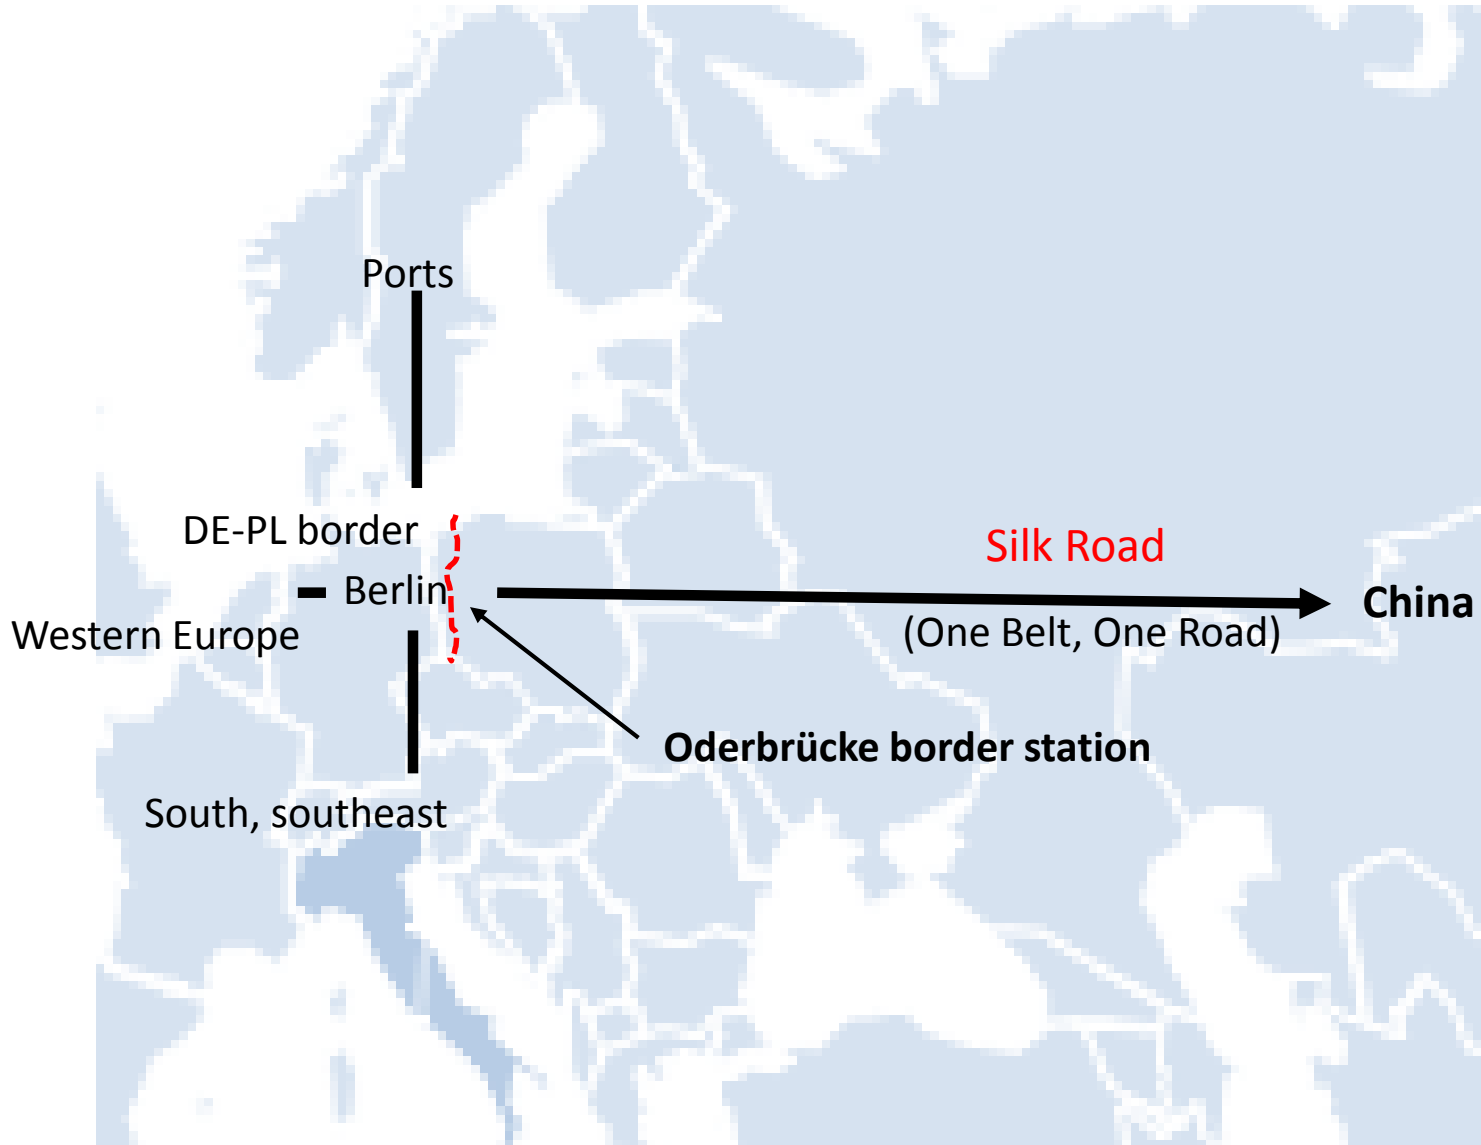 Ports
DE-PL border
Silk Road
Berlin
China
Western Europe
(One Belt, One Road)
Oderbrücke border station
South, southeast